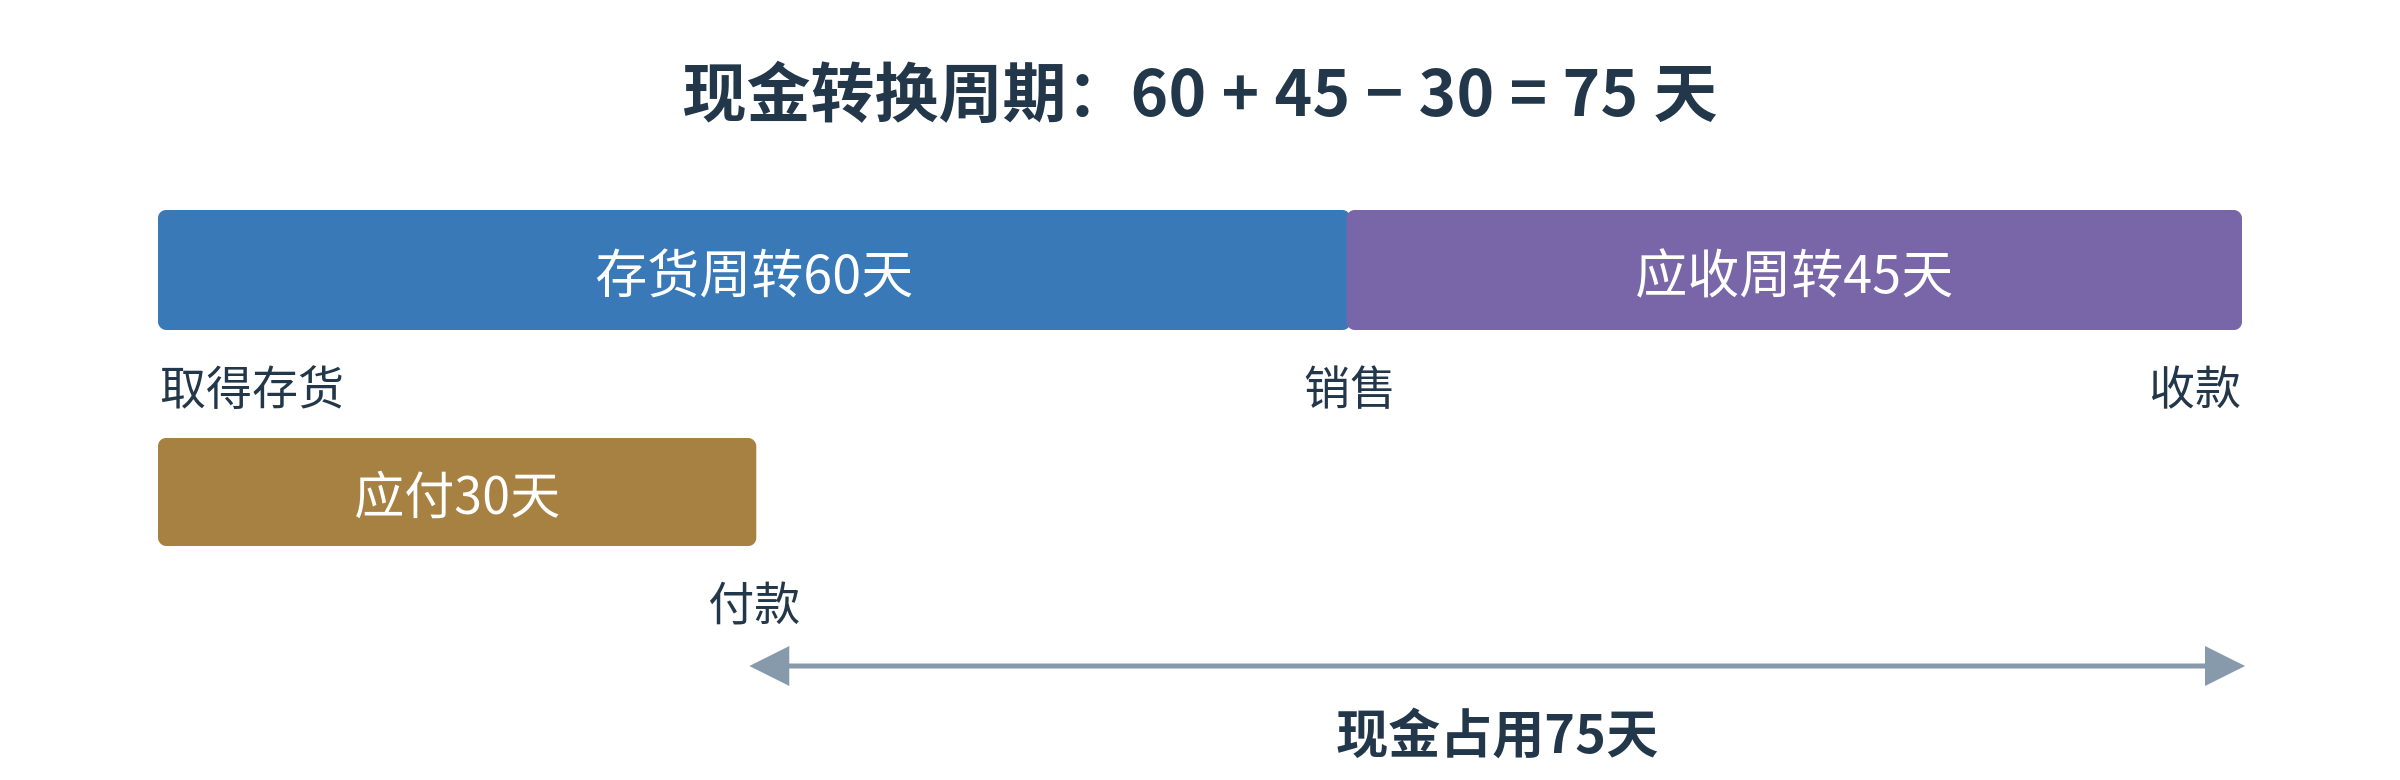 现金转换周期：60 + 45 − 30 = 75 天
存货周转60天
应收周转45天
取得存货
销售
收款
应付30天
付款
现金占用75天